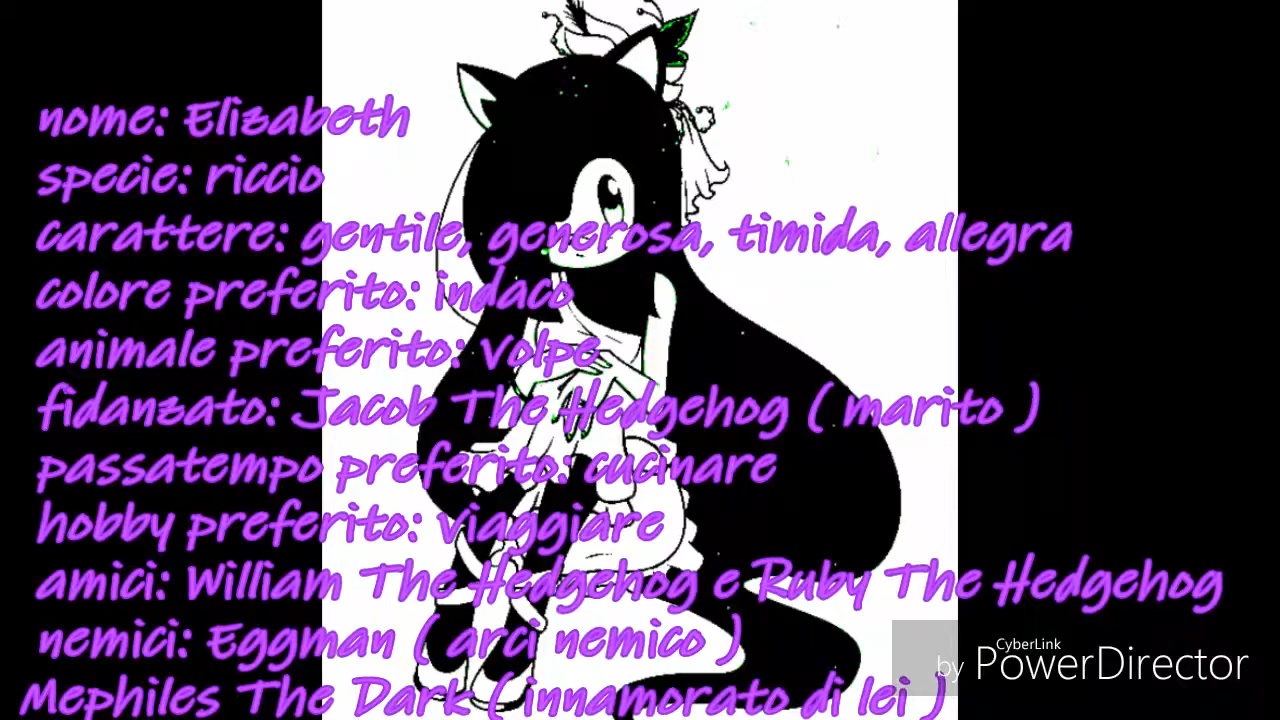 nome: Elizabeth
specie: riccio
carattere: gentile, generosa, timida, allegra
colore preferito: indaco
animale preferito: volpe
fidanzato: Jacob The Hedgehog ( marito )
passatempo preferito: cucinare
hobby preferito: viaggiare
amici: William The Hedgehog e Ruby The Hedgehog
nemici: Eggman ( arci nemico )
Mephiles The Dark ( innamorato di lei )
CyberLink
by PowerDirector